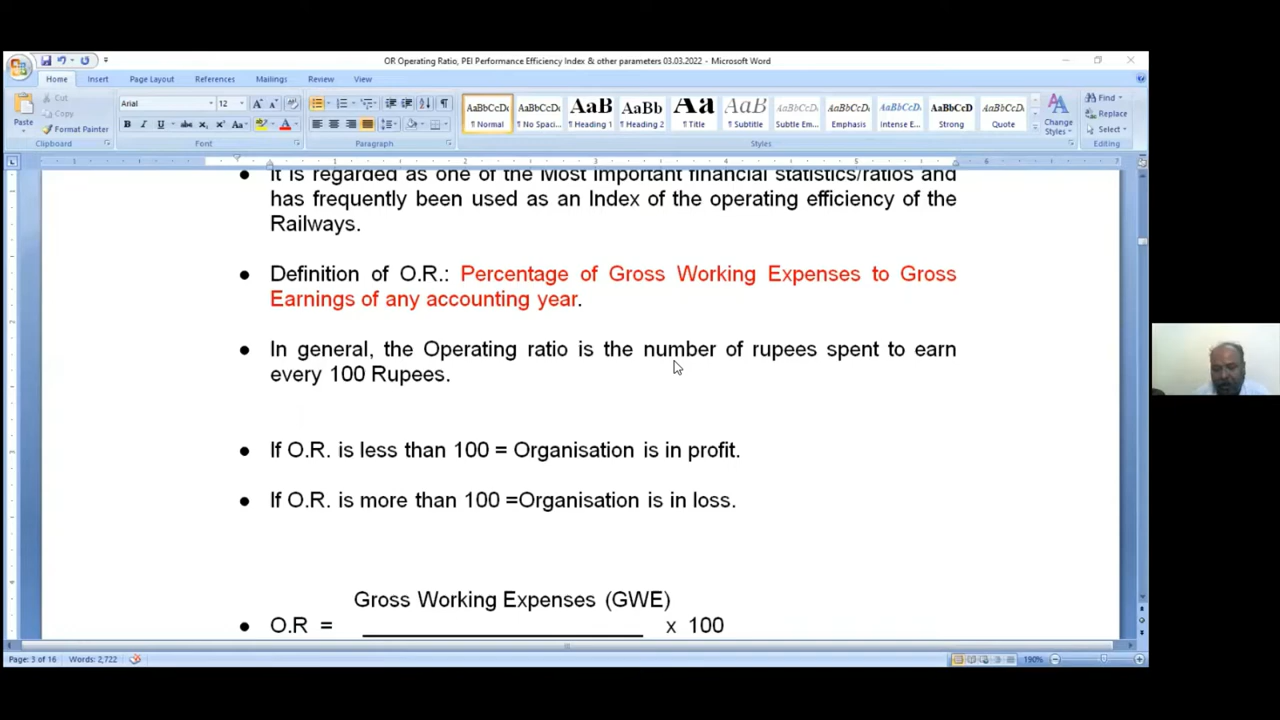 OR Operating Ratio, PEI Performance Efficiency Index & other parameters 03.03.2022 - Microsoft Word
Home Insert Page Layout References Mailings Review View
Paste
Cut
Copy
Format Painter
Clipboard
Arial 12
Font
Paragraph
AaBbCcDc AaBbCcDc AaBbC AaBbCc AaB AaBbCcL AaBbCcDc AaBbCcDc AaBbCcDc AaBbCcD AaBbCcDc
¶ Normal ¶ No Spaci... Heading 1 ¶ Heading 2 ¶ Title ¶ Subtitle Subtle Em... Emphasis Intense E... Strong Quote
Styles
Change Styles
Find
Replace
Select
Editing
It is regarded as one of the Most Important financial statistics/ratios and
has frequently been used as an Index of the operating efficiency of the
Railways.
● Definition of O.R.: Percentage of Gross Working Expenses to Gross
Earnings of any accounting year.
● In general, the Operating ratio is the number of rupees spent to earn
every 100 Rupees.
● If O.R. is less than 100 = Organisation is in profit.
● If O.R. is more than 100 =Organisation is in loss.
Gross Working Expenses (GWE)
● O.R = x 100
Page: 3 of 16 Words: 2,722 190%